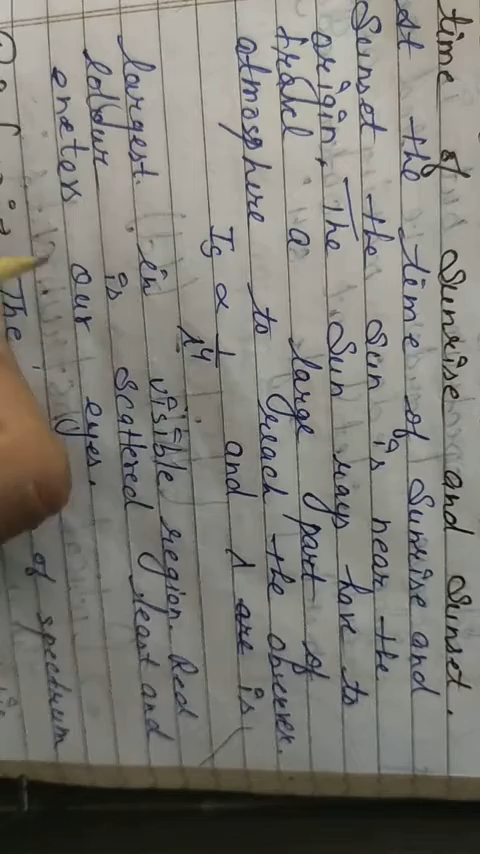 time of Sunrise and Sunset.
At the time of Sunrise and
Sunset the Sun is near the
origin. The Sun rays have to
travel a large part of
atmosphere to reach the observer.
Is α 1/λ⁴ and λ are is
largest in visible region. Red
colour is scattered least and
eneters our eyes.
The of spectrum